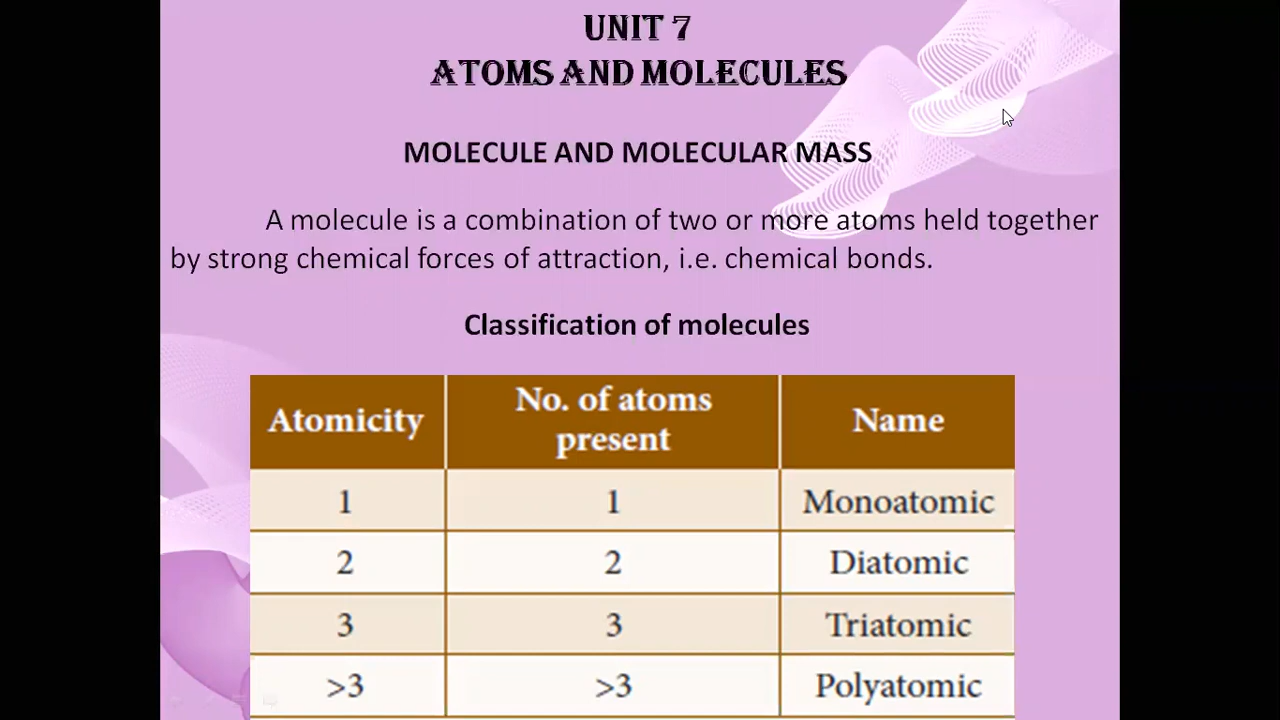 UNIT 7
ATOMS AND MOLECULES
MOLECULE AND MOLECULAR MASS
A molecule is a combination of two or more atoms held together
by strong chemical forces of attraction, i.e. chemical bonds.
Classification of molecules
Atomicity No. of atoms present Name
1 1 Monoatomic
2 2 Diatomic
3 3 Triatomic
>3 >3 Polyatomic